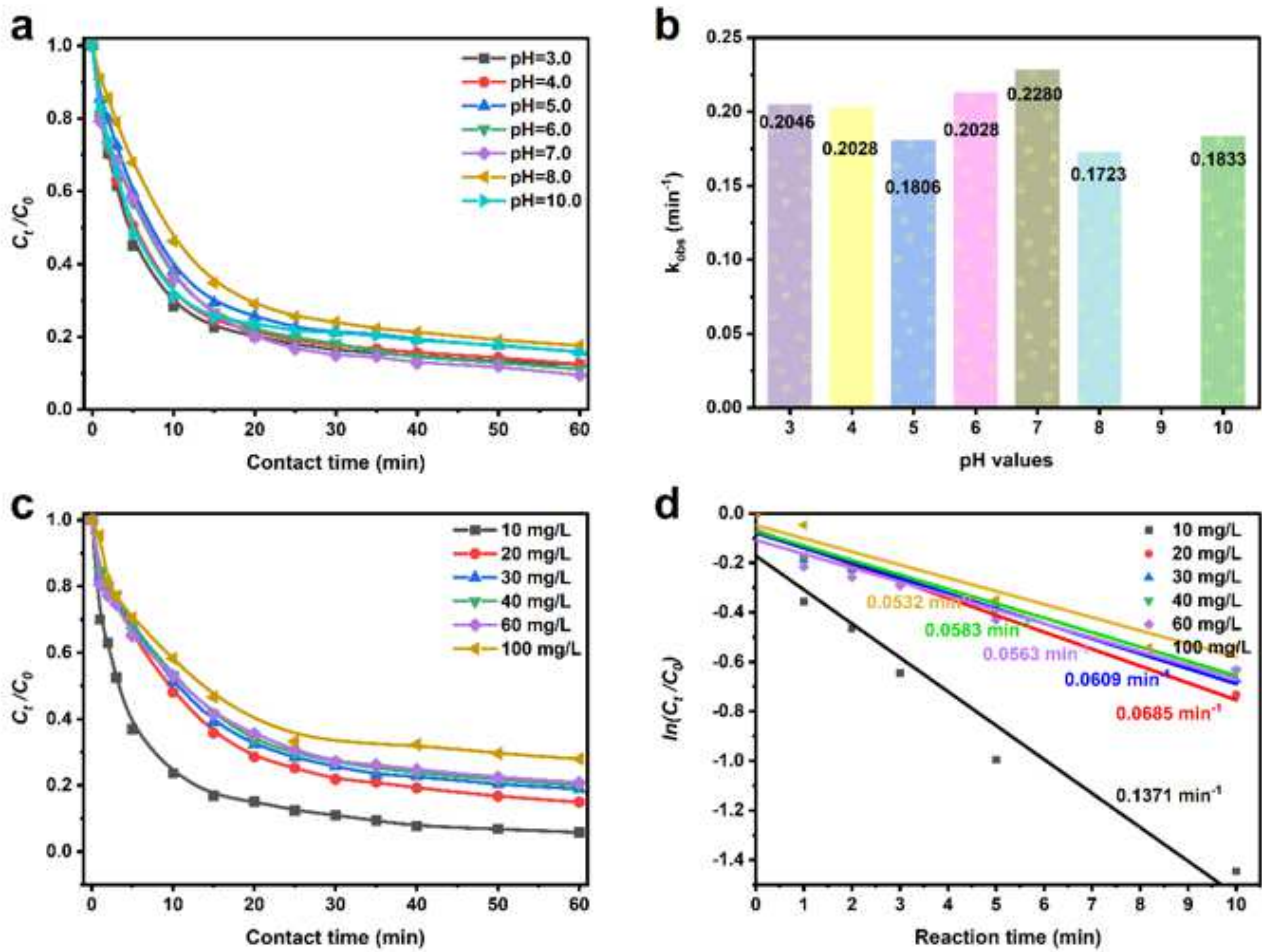 a
1.0
0.8
0.6
0.4
0.2
0.0
Ct /C0
0
10
20
30
40
50
60
Contact time (min)
pH=3.0
pH=4.0
pH=5.0
pH=6.0
pH=7.0
pH=8.0
pH=10.0
b
0.25
0.20
0.15
0.10
0.05
0.00
kobs (min⁻¹)
0.2046
0.2028
0.1806
0.2028
0.2280
0.1723
0.1833
3
4
5
6
7
8
9
10
pH values
c
1.0
0.8
0.6
0.4
0.2
0.0
Ct /C0
0
10
20
30
40
50
60
Contact time (min)
10 mg/L
20 mg/L
30 mg/L
40 mg/L
60 mg/L
100 mg/L
d
0.0
-0.2
-0.4
-0.6
-0.8
-1.0
-1.2
-1.4
ln(Ct /C0)
0
1
2
3
4
5
6
7
8
9
10
Reaction time (min)
10 mg/L
20 mg/L
30 mg/L
40 mg/L
60 mg/L
100 mg/L
0.0532 min⁻¹
0.0583 min⁻¹
0.0563 min⁻¹
0.0609 min⁻¹
0.0685 min⁻¹
0.1371 min⁻¹